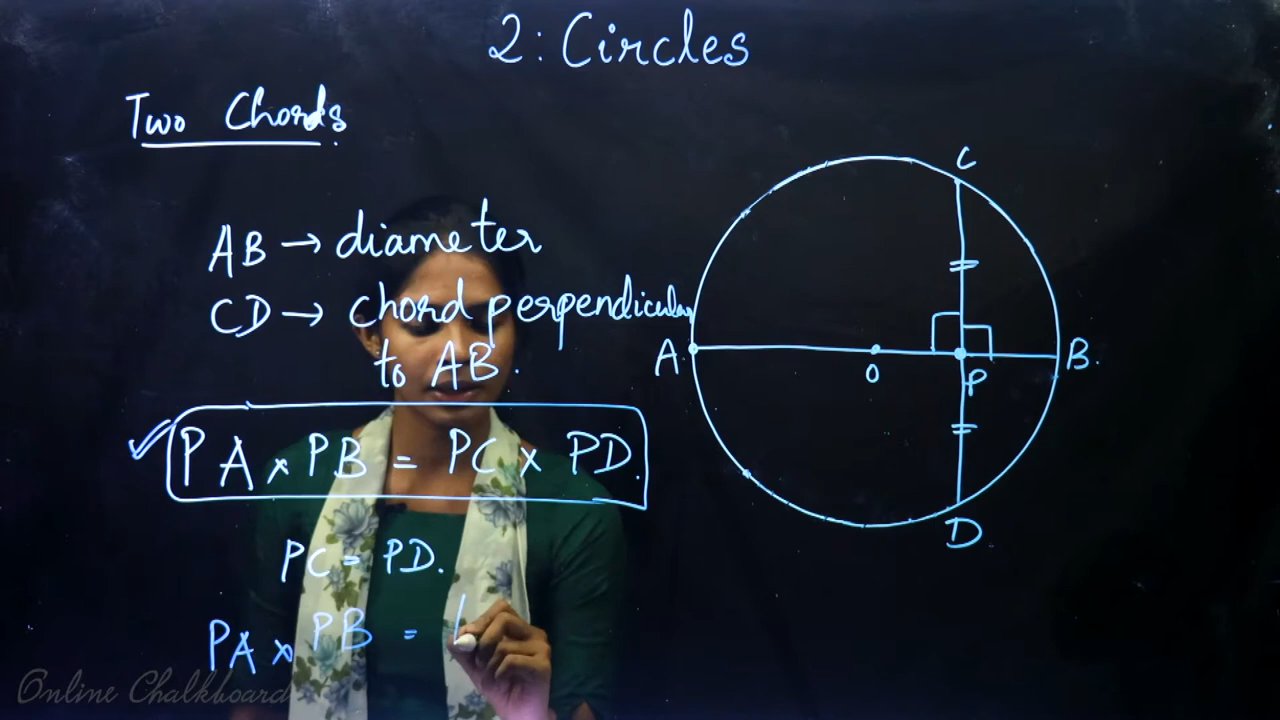 2: Circles
Two Chords
AB → diameter
CD → chord perpendicular
to AB.
✓ PA × PB = PC × PD.
PC = PD.
PA × PB =
C
A
O
P
B.
D
Online Chalkboard